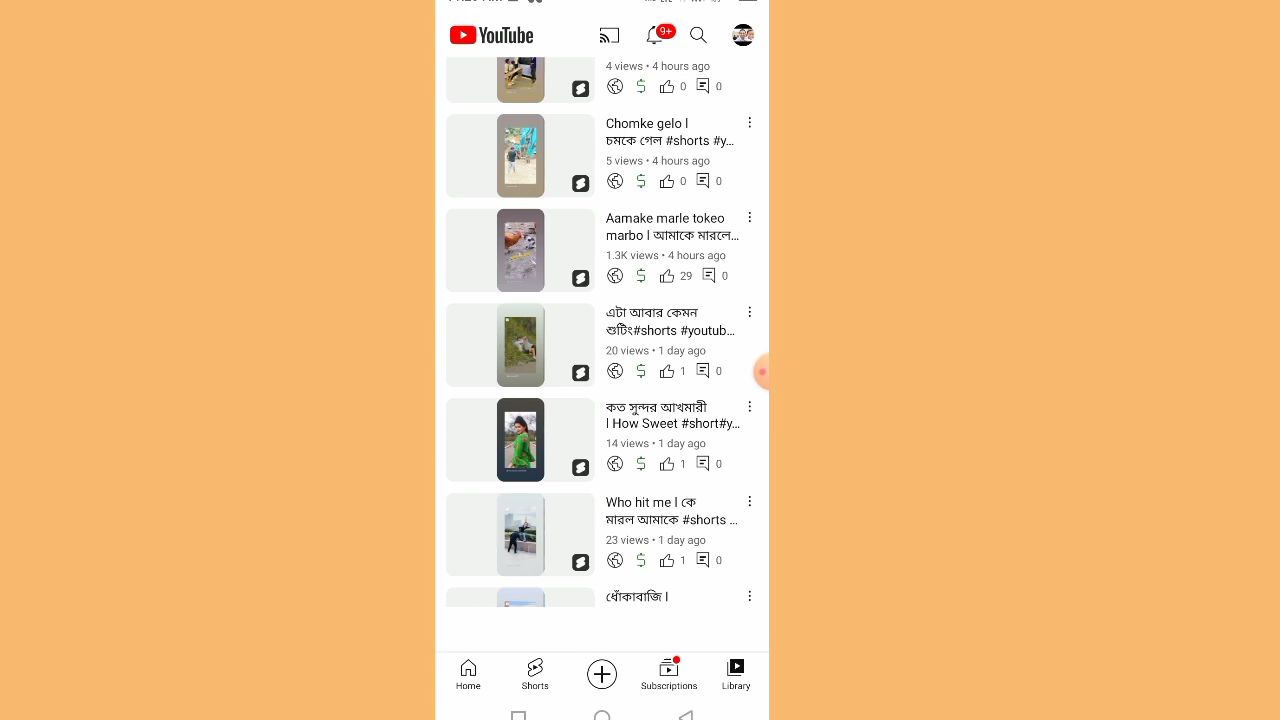 YouTube
9+
4 views • 4 hours ago
0 0
Chomke gelo l
চমকে গেল #shorts #y...
5 views • 4 hours ago
0 0
Aamake marle tokeo
marbo l আমাকে মারলে...
1.3K views • 4 hours ago
29 0
এটা আবার কেমন
শুটিং#shorts #youtub...
20 views • 1 day ago
1 0
কত সুন্দর আখমারী
l How Sweet #short#y...
14 views • 1 day ago
1 0
Who hit me l কে
মারল আমাকে #shorts ...
23 views • 1 day ago
1 0
ধোঁকাবাজি l
Home Shorts Subscriptions Library